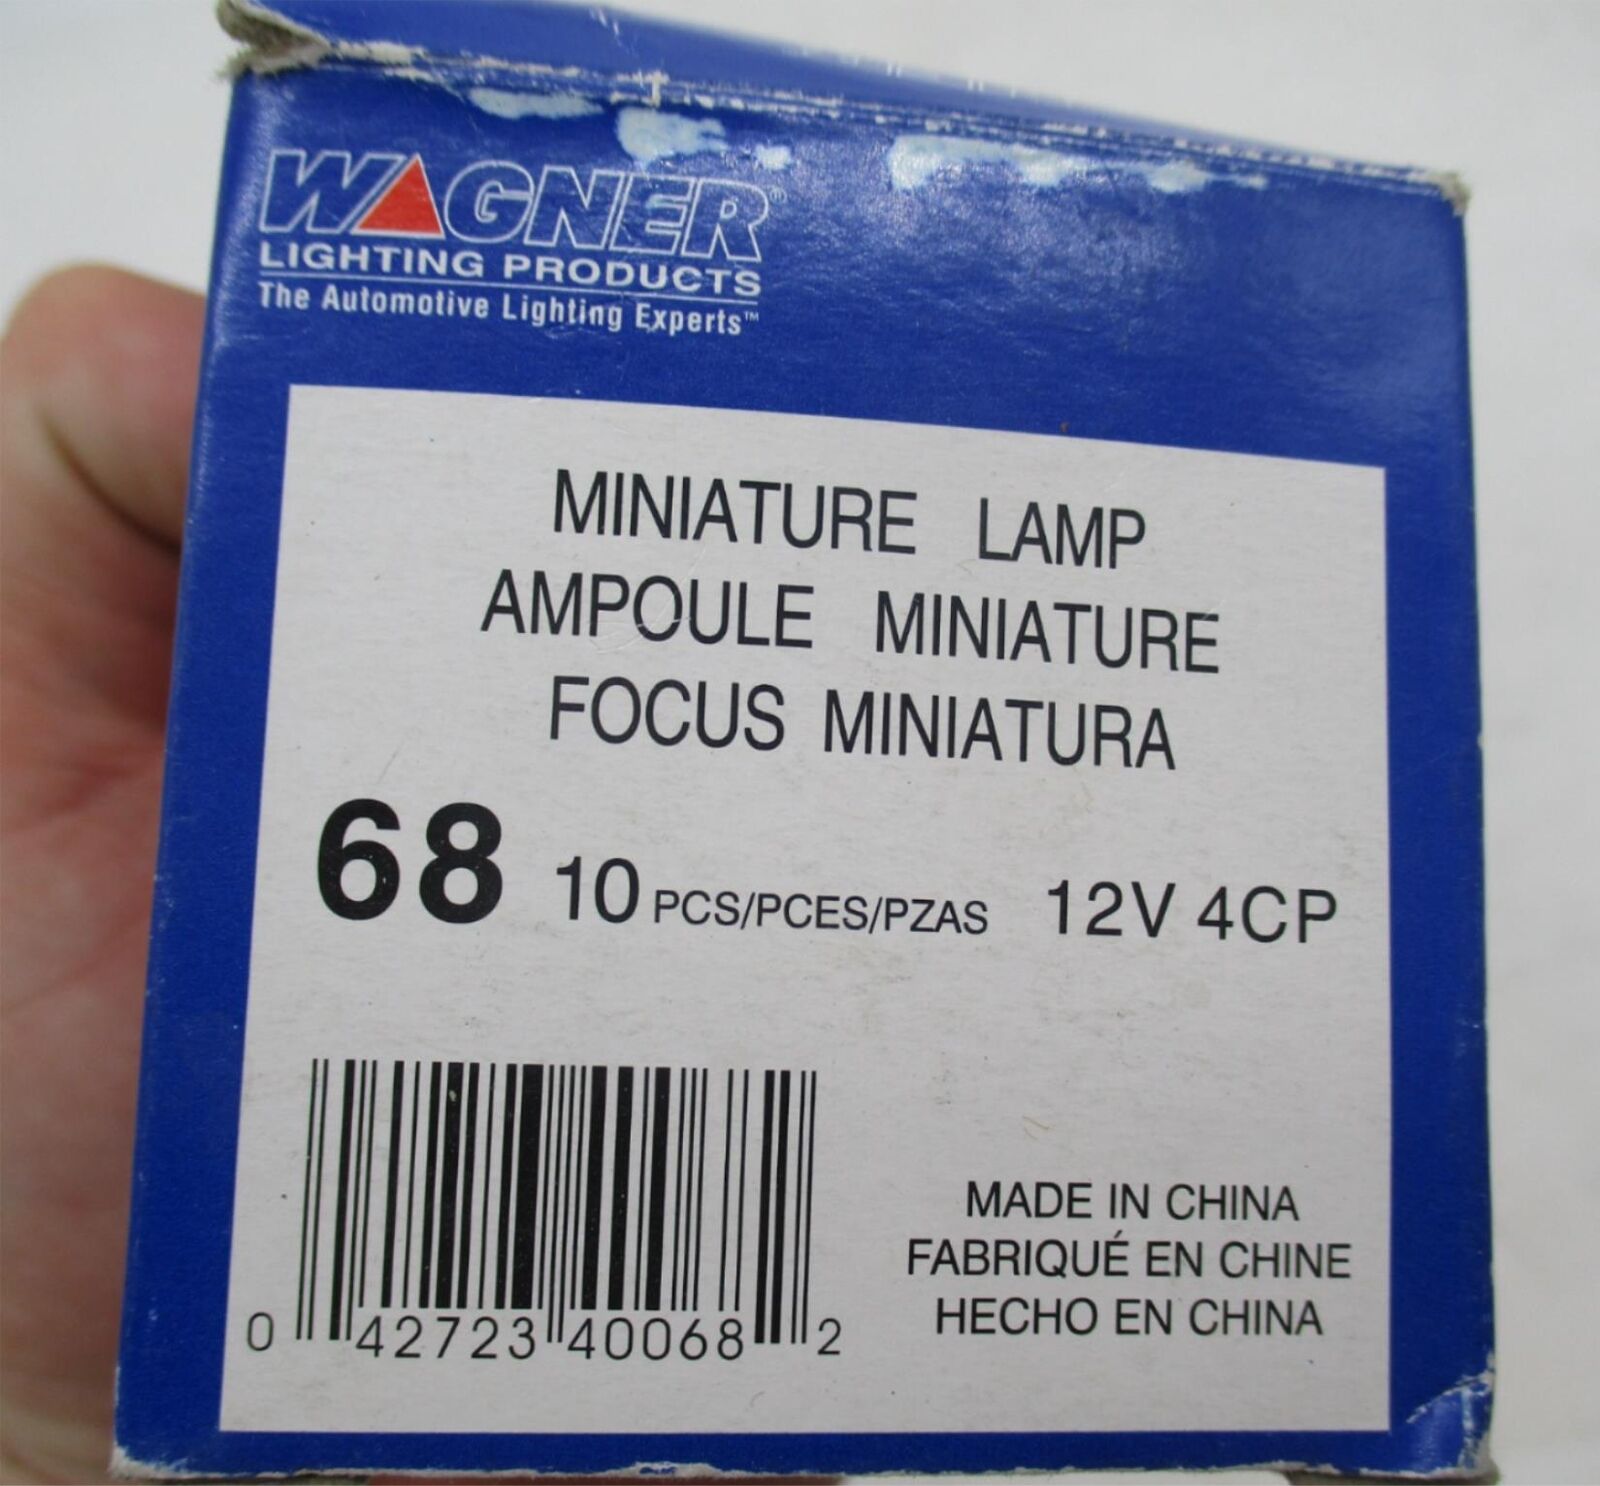 WAGNER®
LIGHTING PRODUCTS
The Automotive Lighting Experts™
MINIATURE LAMP
AMPOULE MINIATURE
FOCUS MINIATURA
68 10 PCS/PCES/PZAS 12V 4CP
MADE IN CHINA
FABRIQUÉ EN CHINE
HECHO EN CHINA
0 42723 40068 2